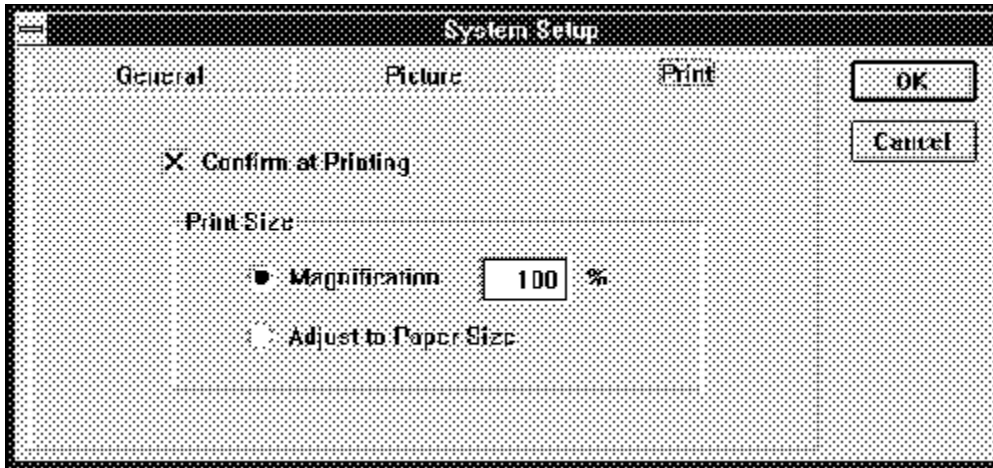 System Setup
General Picture Print
OK
Cancel
Confirm at Printing
Print Size
Magnification 100 %
Adjust to Paper Size